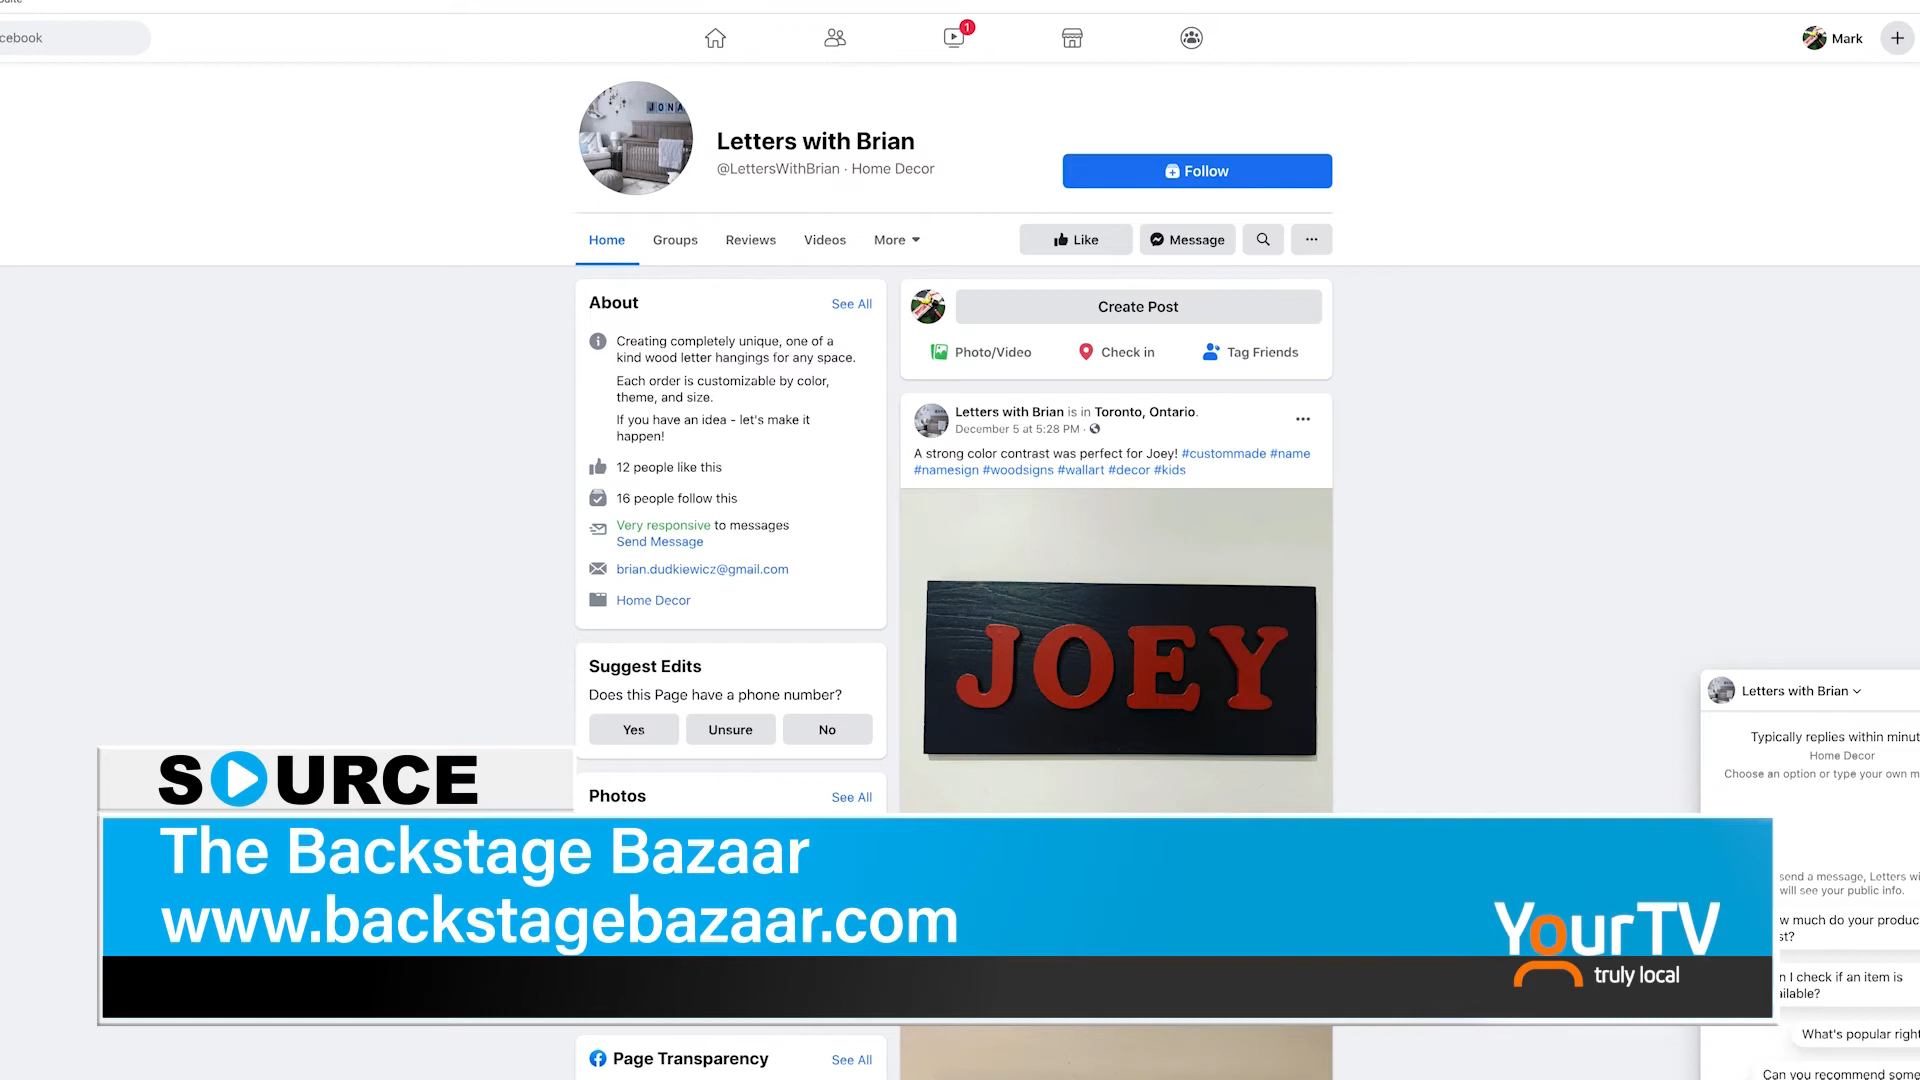 cebook
1
Mark
JONA
Letters with Brian
@LettersWithBrian · Home Decor
Follow
Home
Groups
Reviews
Videos
More
Like
Message
About
See All
Creating completely unique, one of a
kind wood letter hangings for any space.
Each order is customizable by color,
theme, and size.
If you have an idea - let's make it
happen!
12 people like this
16 people follow this
Very responsive to messages
Send Message
brian.dudkiewicz@gmail.com
Home Decor
Suggest Edits
Does this Page have a phone number?
Yes
Unsure
No
Photos
See All
Create Post
Photo/Video
Check in
Tag Friends
Letters with Brian is in Toronto, Ontario.
December 5 at 5:28 PM ·
A strong color contrast was perfect for Joey! #custommade #name
#namesign #woodsigns #wallart #decor #kids
JOEY
Letters with Brian
Typically replies within minut
Home Decor
Choose an option or type your own m
send a message, Letters wi
will see your public info.
w much do your produc
st?
n I check if an item is
ailable?
What's popular right
Can you recommend some
SOURCE
The Backstage Bazaar
www.backstagebazaar.com
YourTV
truly local
Page Transparency
See All